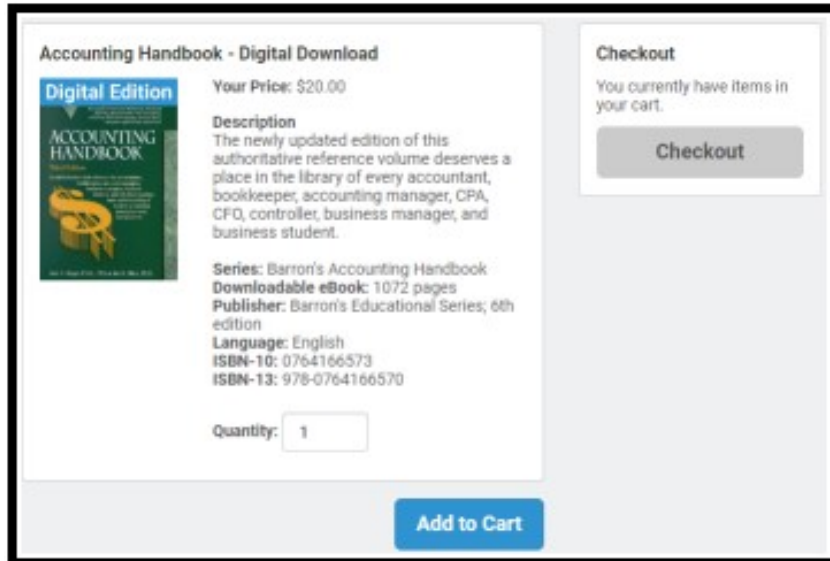 Accounting Handbook - Digital Download
Digital Edition
ACCOUNTING
HANDBOOK
Your Price: $20.00
Description
The newly updated edition of this
authoritative reference volume deserves a
place in the library of every accountant,
bookkeeper, accounting manager, CPA,
CFO, controller, business manager, and
business student.
Series: Barron's Accounting Handbook
Downloadable eBook: 1072 pages
Publisher: Barron's Educational Series; 6th
edition
Language: English
ISBN-10: 0764166573
ISBN-13: 978-0764166570
Quantity: 1
Add to Cart
Checkout
You currently have items in
your cart.
Checkout